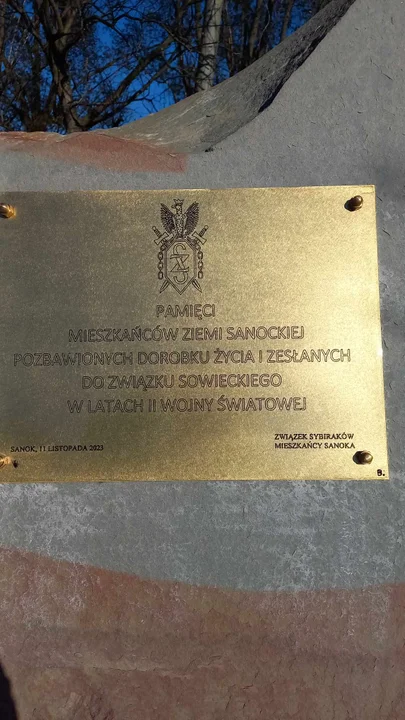 PAMIĘCI
MIESZKAŃCÓW ZIEMI SANOCKIEJ
POZBAWIONYCH DOROBKU ŻYCIA I ZESŁANYCH
DO ZWIĄZKU SOWIECKIEGO
W LATACH II WOJNY ŚWIATOWEJ
SANOK, 11 LISTOPADA 2023
ZWIĄZEK SYBIRAKÓW
MIESZKAŃCY SANOKA
B.